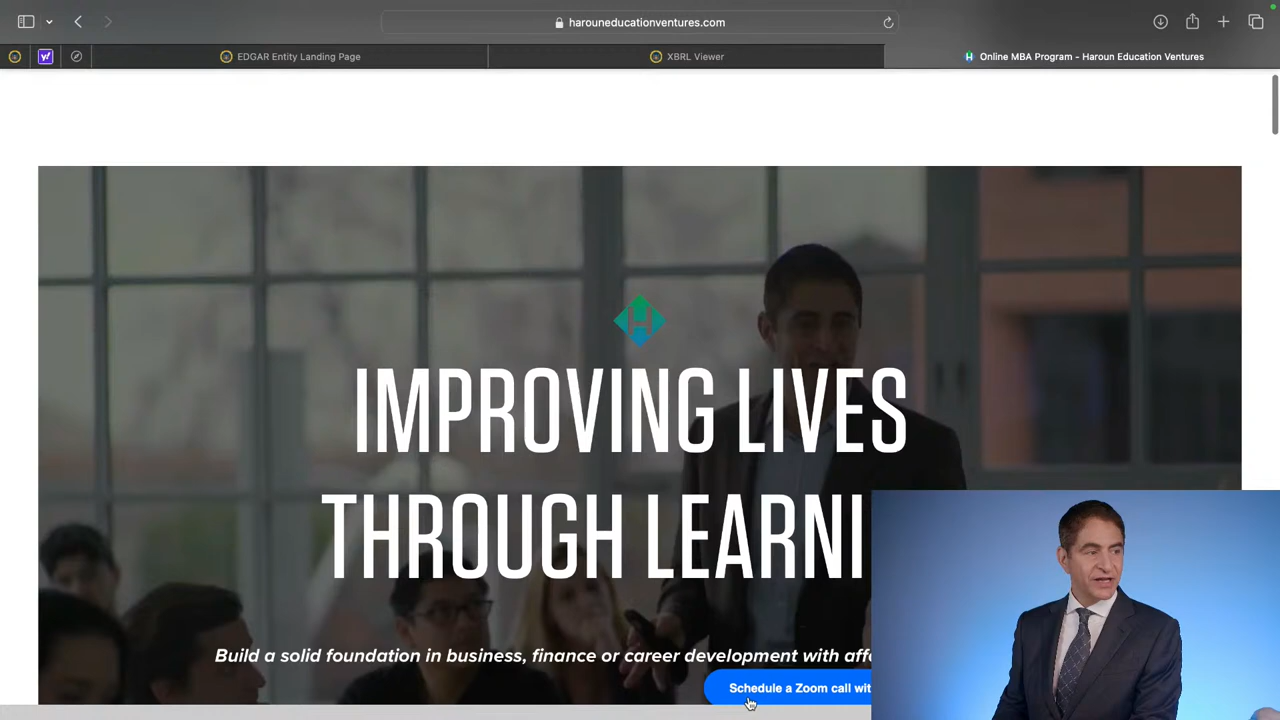 harouneducationventures.com
EDGAR Entity Landing Page
XBRL Viewer
Online MBA Program - Haroun Education Ventures
H
IMPROVING LIVES
THROUGH LEARNI
Build a solid foundation in business, finance or career development with affo
Schedule a Zoom call wit